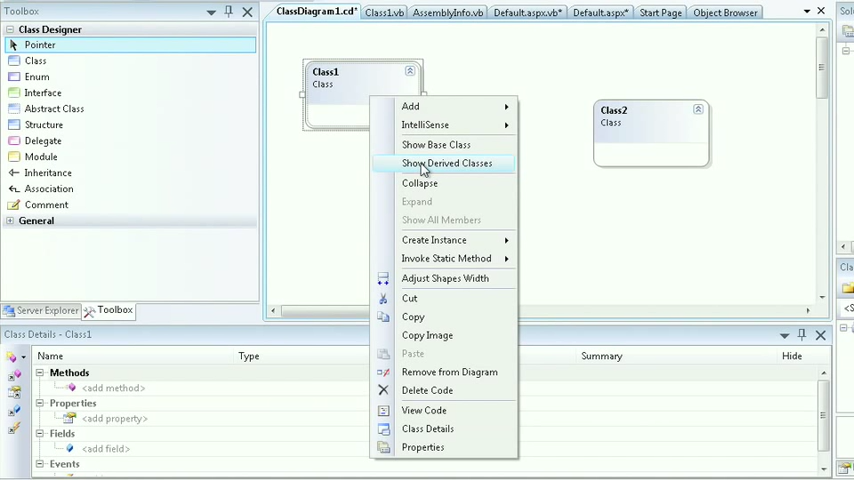 Toolbox
Class Designer
Pointer
Class
Enum
Interface
Abstract Class
Structure
Delegate
Module
Inheritance
Association
Comment
General
Server Explorer
Toolbox
ClassDiagram1.cd*
Class1.vb
AssemblyInfo.vb
Default.aspx.vb*
Default.aspx*
Start Page
Object Browser
Class1
Class
Class2
Class
Add
IntelliSense
Show Base Class
Show Derived Classes
Collapse
Expand
Show All Members
Create Instance
Invoke Static Method
Adjust Shapes Width
Cut
Copy
Copy Image
Paste
Remove from Diagram
Delete Code
View Code
Class Details
Properties
Class Details - Class1
Name
Type
Summary
Hide
Methods
<add method>
Properties
<add property>
Fields
<add field>
Events